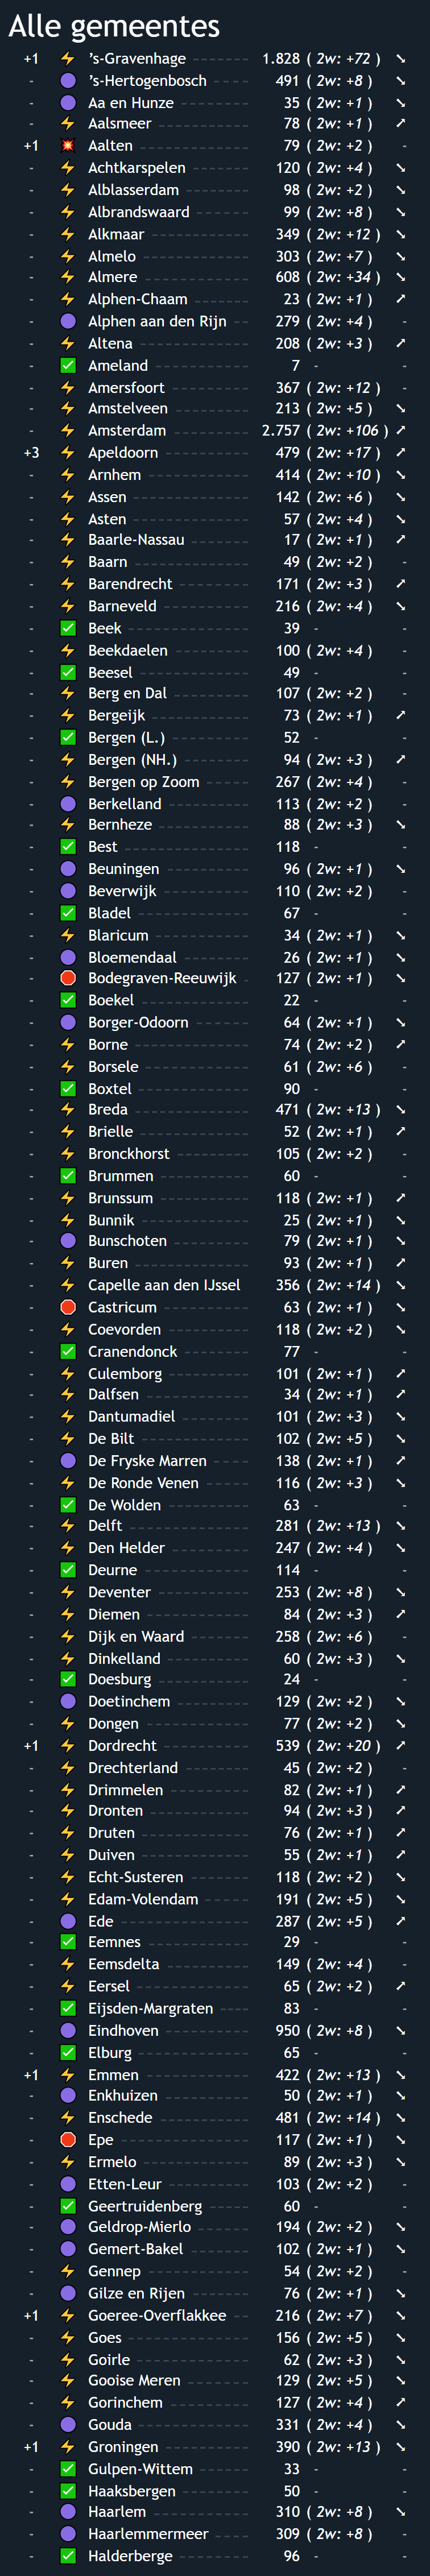 Alle gemeentes
+1 ’s-Gravenhage 1.828 ( 2w: +72 )
- ’s-Hertogenbosch 491 ( 2w: +8 )
- Aa en Hunze 35 ( 2w: +1 )
- Aalsmeer 78 ( 2w: +1 )
+1 Aalten 79 ( 2w: +2 ) -
- Achtkarspelen 120 ( 2w: +4 )
- Alblasserdam 98 ( 2w: +2 )
- Albrandswaard 99 ( 2w: +8 )
- Alkmaar 349 ( 2w: +12 )
- Almelo 303 ( 2w: +7 )
- Almere 608 ( 2w: +34 )
- Alphen-Chaam 23 ( 2w: +1 )
- Alphen aan den Rijn 279 ( 2w: +4 ) -
- Altena 208 ( 2w: +3 )
- Ameland 7 - -
- Amersfoort 367 ( 2w: +12 ) -
- Amstelveen 213 ( 2w: +5 )
- Amsterdam 2.757 ( 2w: +106 )
+3 Apeldoorn 479 ( 2w: +17 )
- Arnhem 414 ( 2w: +10 )
- Assen 142 ( 2w: +6 )
- Asten 57 ( 2w: +4 )
- Baarle-Nassau 17 ( 2w: +1 )
- Baarn 49 ( 2w: +2 ) -
- Barendrecht 171 ( 2w: +3 )
- Barneveld 216 ( 2w: +4 )
- Beek 39 - -
- Beekdaelen 100 ( 2w: +4 ) -
- Beesel 49 - -
- Berg en Dal 107 ( 2w: +2 ) -
- Bergeijk 73 ( 2w: +1 )
- Bergen (L.) 52 - -
- Bergen (NH.) 94 ( 2w: +3 )
- Bergen op Zoom 267 ( 2w: +4 ) -
- Berkelland 113 ( 2w: +2 ) -
- Bernheze 88 ( 2w: +3 )
- Best 118 - -
- Beuningen 96 ( 2w: +1 )
- Beverwijk 110 ( 2w: +2 ) -
- Bladel 67 - -
- Blaricum 34 ( 2w: +1 )
- Bloemendaal 26 ( 2w: +1 )
- Bodegraven-Reeuwijk 127 ( 2w: +1 )
- Boekel 22 - -
- Borger-Odoorn 64 ( 2w: +1 )
- Borne 74 ( 2w: +2 )
- Borsele 61 ( 2w: +6 ) -
- Boxtel 90 - -
- Breda 471 ( 2w: +13 )
- Brielle 52 ( 2w: +1 )
- Bronckhorst 105 ( 2w: +2 ) -
- Brummen 60 - -
- Brunssum 118 ( 2w: +1 )
- Bunnik 25 ( 2w: +1 )
- Bunschoten 79 ( 2w: +1 )
- Buren 93 ( 2w: +1 )
- Capelle aan den IJssel 356 ( 2w: +14 )
- Castricum 63 ( 2w: +1 )
- Coevorden 118 ( 2w: +2 )
- Cranendonck 77 - -
- Culemborg 101 ( 2w: +1 )
- Dalfsen 34 ( 2w: +1 )
- Dantumadiel 101 ( 2w: +3 )
- De Bilt 102 ( 2w: +5 )
- De Fryske Marren 138 ( 2w: +1 )
- De Ronde Venen 116 ( 2w: +3 )
- De Wolden 63 - -
- Delft 281 ( 2w: +13 )
- Den Helder 247 ( 2w: +4 )
- Deurne 114 - -
- Deventer 253 ( 2w: +8 )
- Diemen 84 ( 2w: +3 )
- Dijk en Waard 258 ( 2w: +6 ) -
- Dinkelland 60 ( 2w: +3 )
- Doesburg 24 - -
- Doetinchem 129 ( 2w: +2 )
- Dongen 77 ( 2w: +2 )
+1 Dordrecht 539 ( 2w: +20 )
- Drechterland 45 ( 2w: +2 ) -
- Drimmelen 82 ( 2w: +1 )
- Dronten 94 ( 2w: +3 )
- Druten 76 ( 2w: +1 )
- Duiven 55 ( 2w: +1 )
- Echt-Susteren 118 ( 2w: +2 )
- Edam-Volendam 191 ( 2w: +5 )
- Ede 287 ( 2w: +5 )
- Eemnes 29 - -
- Eemsdelta 149 ( 2w: +4 ) -
- Eersel 65 ( 2w: +2 )
- Eijsden-Margraten 83 - -
- Eindhoven 950 ( 2w: +8 )
- Elburg 65 - -
+1 Emmen 422 ( 2w: +13 )
- Enkhuizen 50 ( 2w: +1 )
- Enschede 481 ( 2w: +14 )
- Epe 117 ( 2w: +1 )
- Ermelo 89 ( 2w: +3 )
- Etten-Leur 103 ( 2w: +2 ) -
- Geertruidenberg 60 - -
- Geldrop-Mierlo 194 ( 2w: +2 )
- Gemert-Bakel 102 ( 2w: +1 )
- Gennep 54 ( 2w: +2 ) -
- Gilze en Rijen 76 ( 2w: +1 )
+1 Goeree-Overflakkee 216 ( 2w: +7 )
- Goes 156 ( 2w: +5 )
- Goirle 62 ( 2w: +3 )
- Gooise Meren 129 ( 2w: +5 )
- Gorinchem 127 ( 2w: +4 )
- Gouda 331 ( 2w: +4 )
+1 Groningen 390 ( 2w: +13 )
- Gulpen-Wittem 33 - -
- Haaksbergen 50 - -
- Haarlem 310 ( 2w: +8 )
- Haarlemmermeer 309 ( 2w: +8 ) -
- Halderberge 96 - -